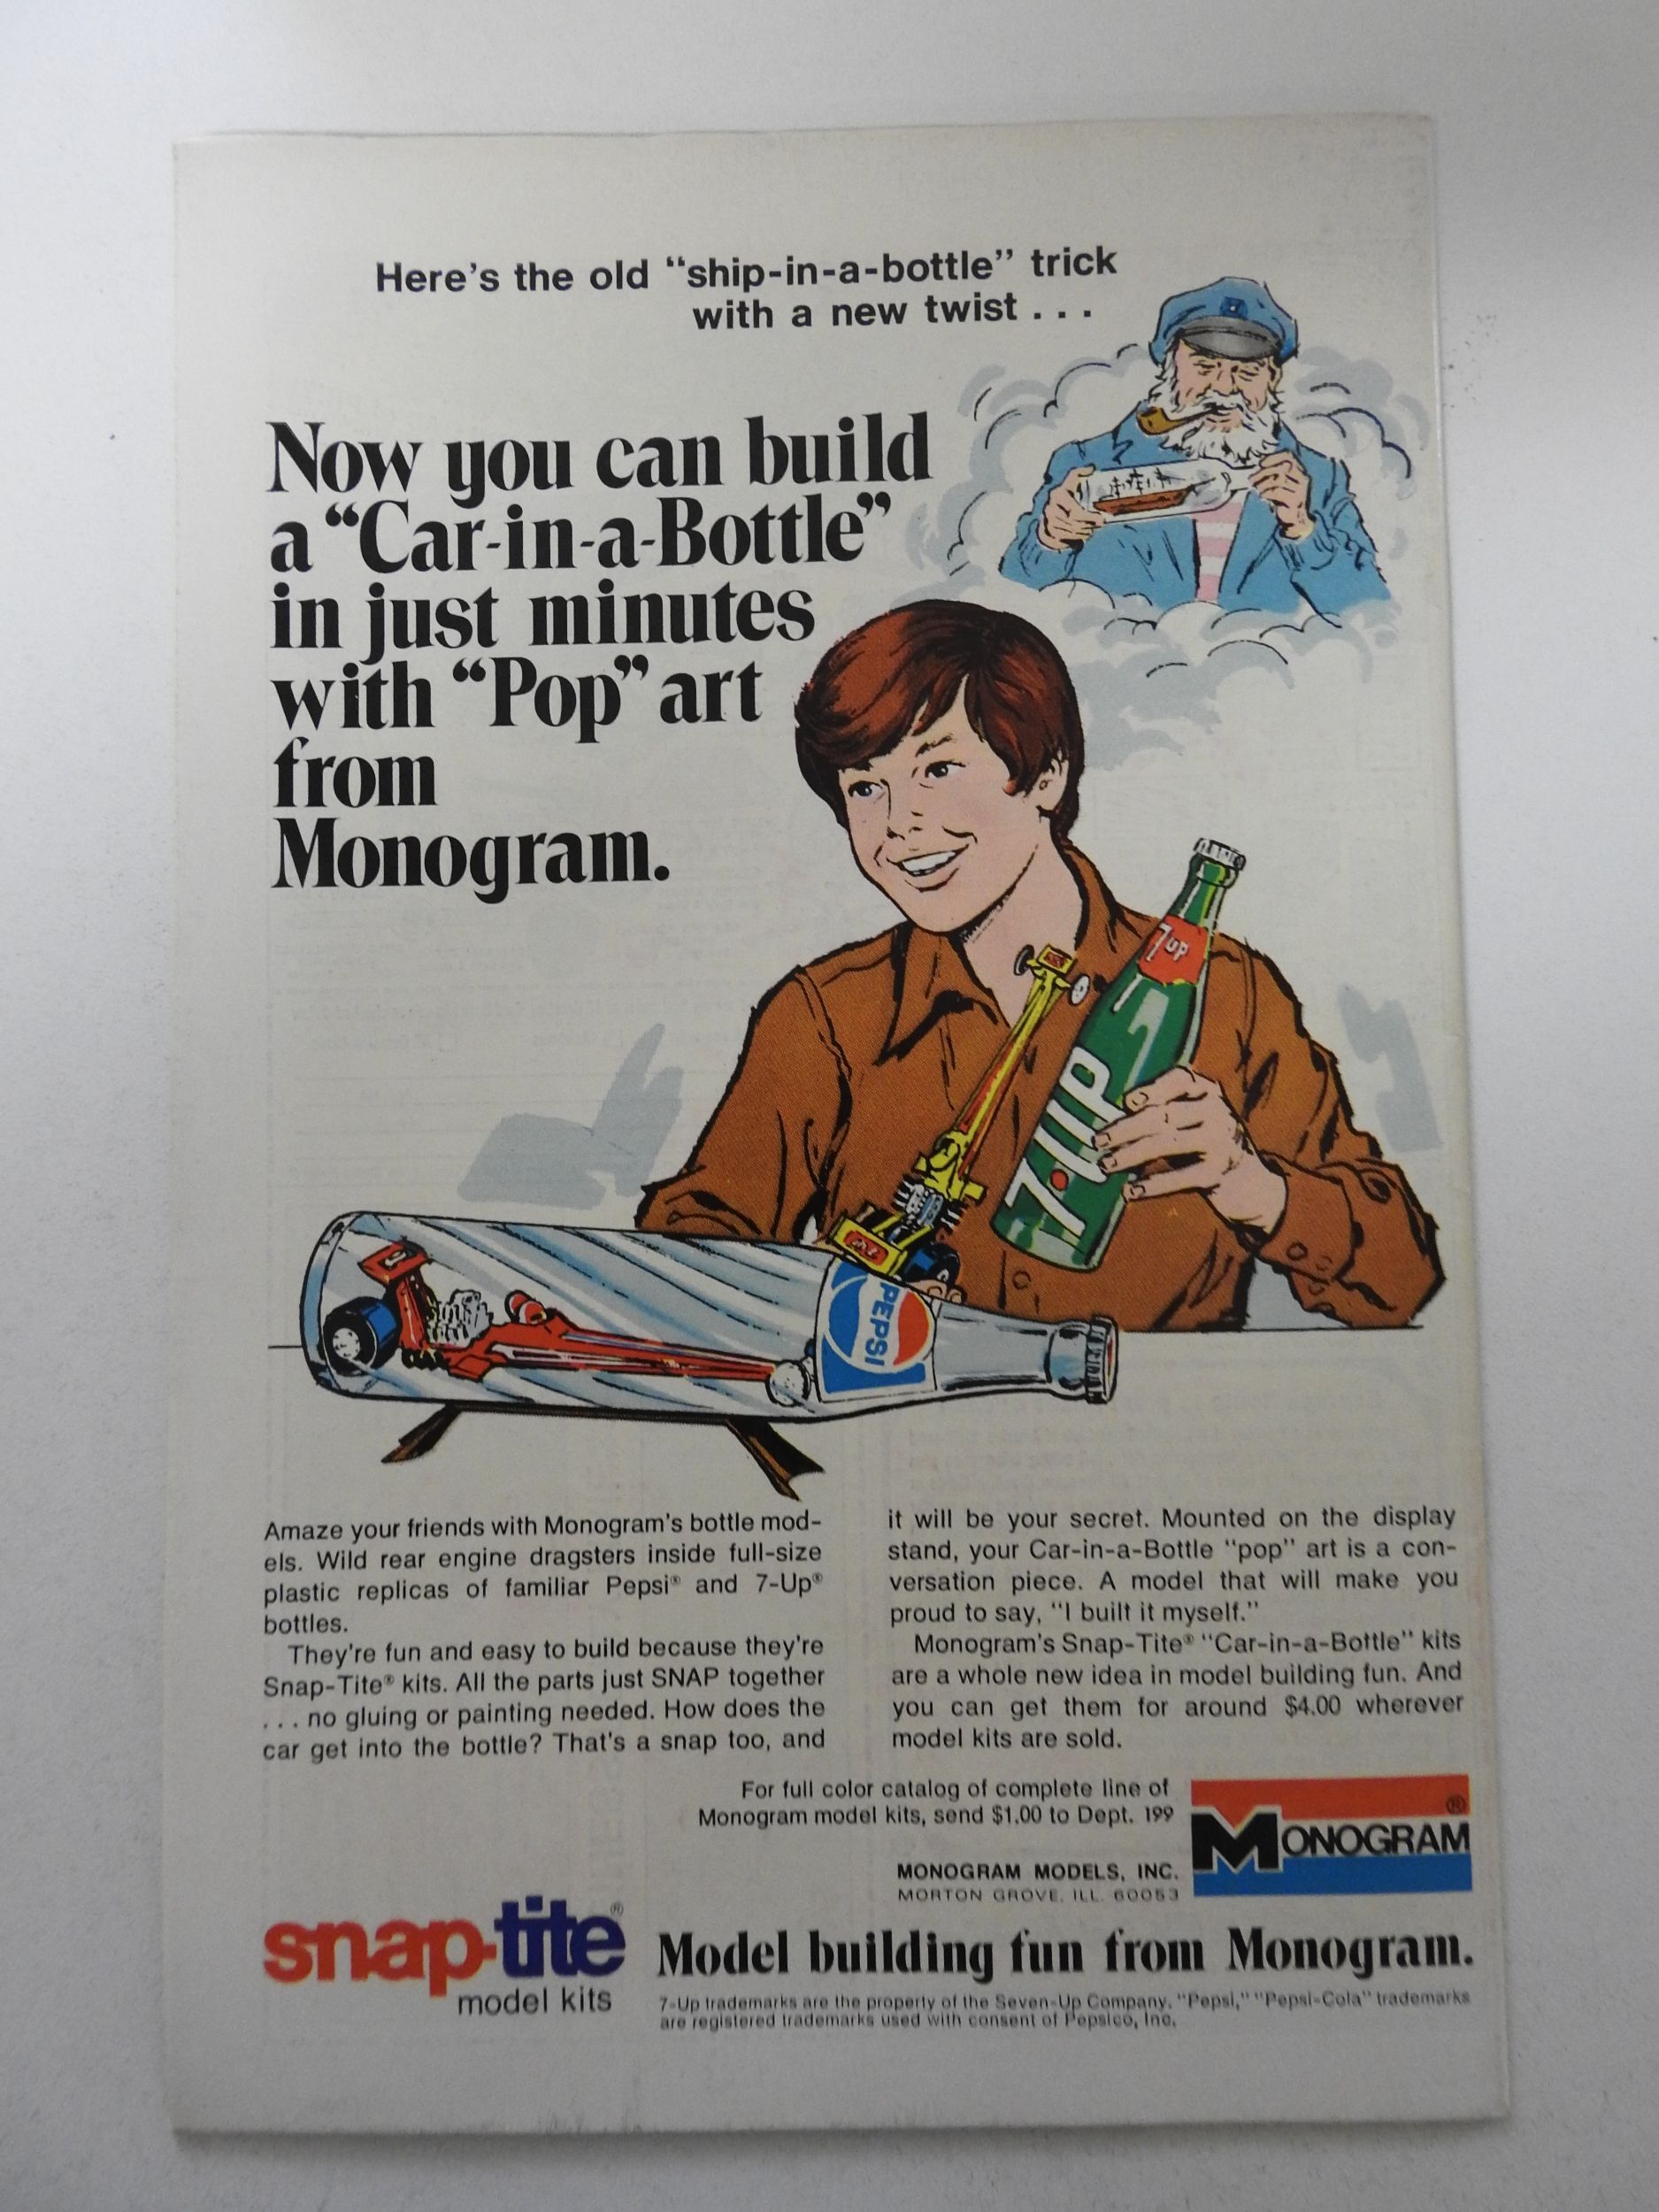 Here's the old “ship-in-a-bottle” trick
with a new twist . . .
Now you can build
a “Car-in-a-Bottle”
in just minutes
with “Pop” art
from
Monogram.
7up
7-UP
PEPSI
Amaze your friends with Monogram's bottle mod-
els. Wild rear engine dragsters inside full-size
plastic replicas of familiar Pepsi® and 7-Up®
bottles.
They're fun and easy to build because they're
Snap-Tite® kits. All the parts just SNAP together
. . . no gluing or painting needed. How does the
car get into the bottle? That's a snap too, and
it will be your secret. Mounted on the display
stand, your Car-in-a-Bottle “pop” art is a con-
versation piece. A model that will make you
proud to say, “I built it myself.”
Monogram's Snap-Tite® “Car-in-a-Bottle” kits
are a whole new idea in model building fun. And
you can get them for around $4.00 wherever
model kits are sold.
For full color catalog of complete line of
Monogram model kits, send $1.00 to Dept. 199
MONOGRAM MODELS, INC.
MORTON GROVE, ILL. 60053
MONOGRAM®
snap-tite®
model kits
Model building fun from Monogram.
7-Up trademarks are the property of the Seven-Up Company. “Pepsi,” “Pepsi-Cola” trademarks
are registered trademarks used with consent of Pepsico, Inc.